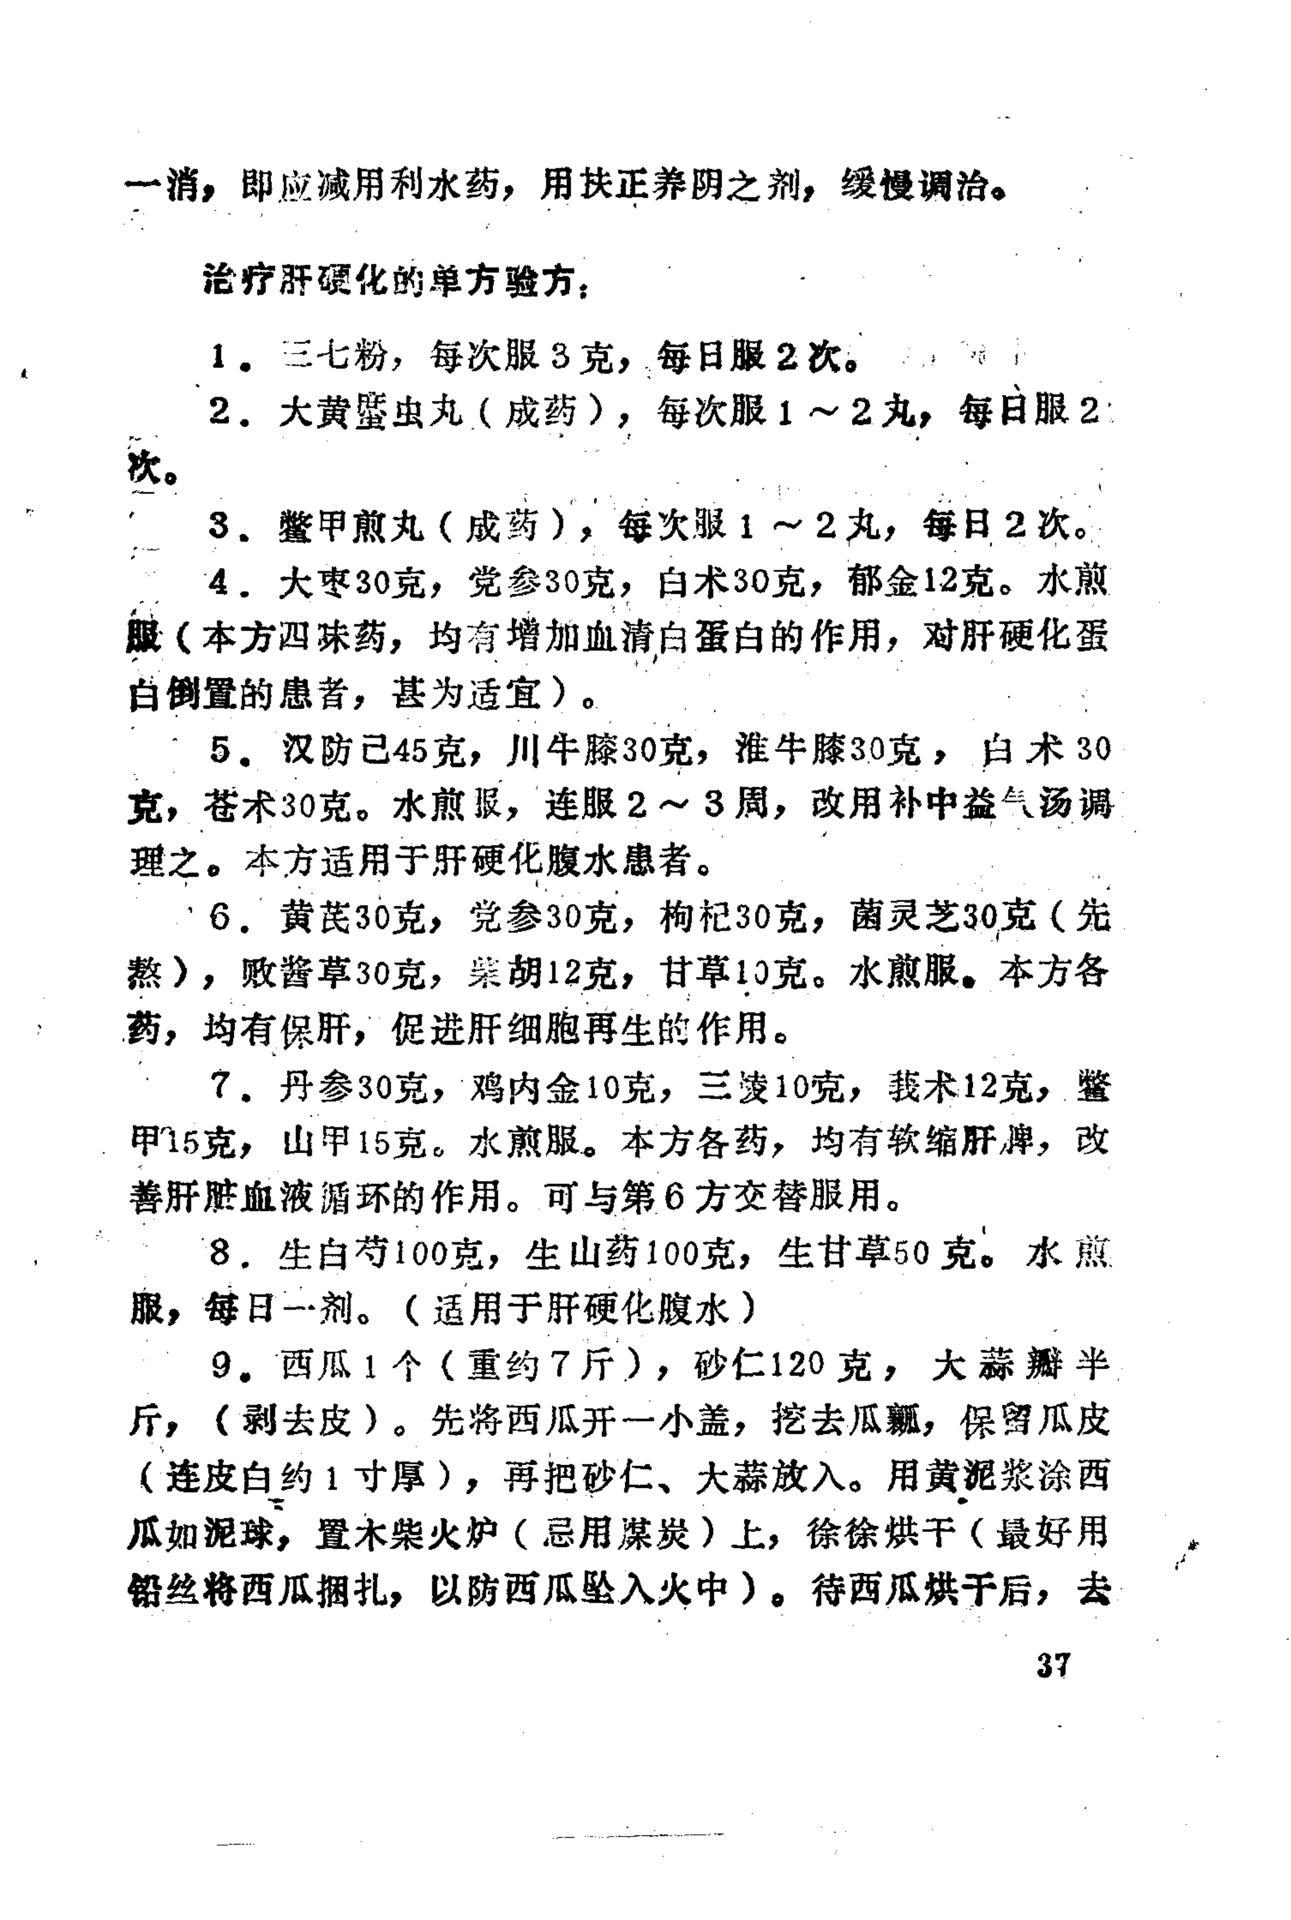 一消，即应减用利水药，用扶正养阴之剂，缓慢调治。
治疗肝硬化的单方验方：
1．三七粉，每次服3克，每日服2次。
2．大黄䗪虫丸（成药），每次服1～2丸，每日服2
次。
3．鳖甲煎丸（成药），每次服1～2丸，每日2次。
4．大枣30克，党参30克，白术30克，郁金12克。水煎
服（本方四味药，均有增加血清白蛋白的作用，对肝硬化蛋
白倒置的患者，甚为适宜）。
5．汉防己45克，川牛膝30克，淮牛膝30克，白术30
克，苍术30克。水煎服，连服2～3周，改用补中益气汤调
理之。本方适用于肝硬化腹水患者。
6．黄芪30克，党参30克，枸杞30克，菌灵芝30克（先
熬），败酱草30克，柴胡12克，甘草10克。水煎服。本方各
药，均有保肝，促进肝细胞再生的作用。
7．丹参30克，鸡内金10克，三棱10克，莪术12克，鳖
甲15克，山甲15克。水煎服。本方各药，均有软缩肝脾，改
善肝脏血液循环的作用。可与第6方交替服用。
8．生白芍100克，生山药100克，生甘草50克。水煎
服，每日一剂。（适用于肝硬化腹水）
9．西瓜1个（重约7斤），砂仁120克，大蒜瓣半
斤，（剥去皮）。先将西瓜开一小盖，挖去瓜瓤，保留瓜皮
（连皮白约1寸厚），再把砂仁、大蒜放入。用黄泥浆涂西
瓜如泥球，置木柴火炉（忌用煤炭）上，徐徐烘干（最好用
铅丝将西瓜捆扎，以防西瓜坠入火中）。待西瓜烘干后，去
37